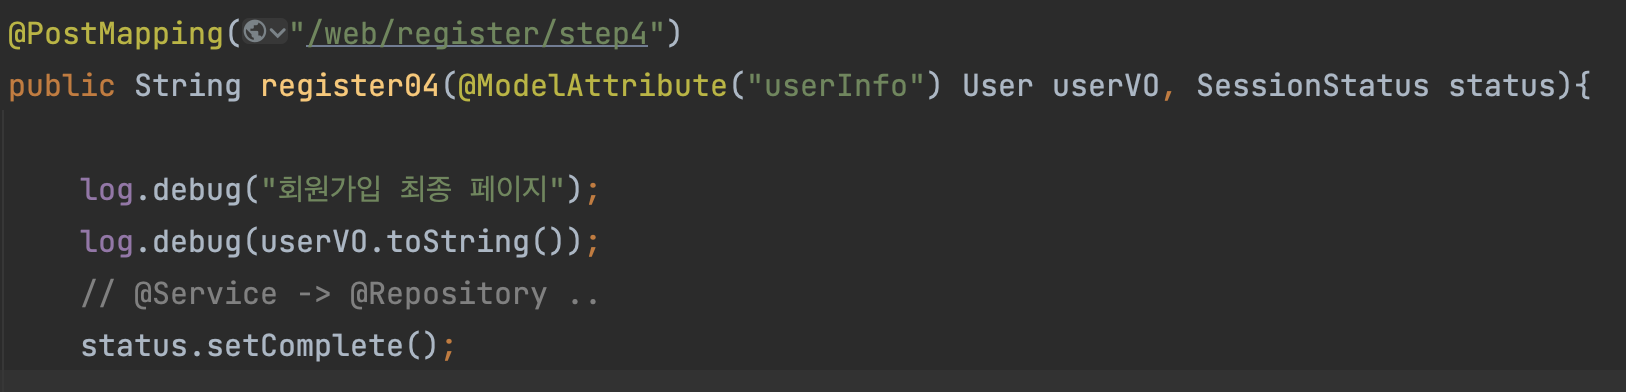 @PostMapping("/web/register/step4")
public String register04(@ModelAttribute("userInfo") User userVO, SessionStatus status){
log.debug("회원가입 최종 페이지");
log.debug(userVO.toString());
// @Service -> @Repository ..
status.setComplete();